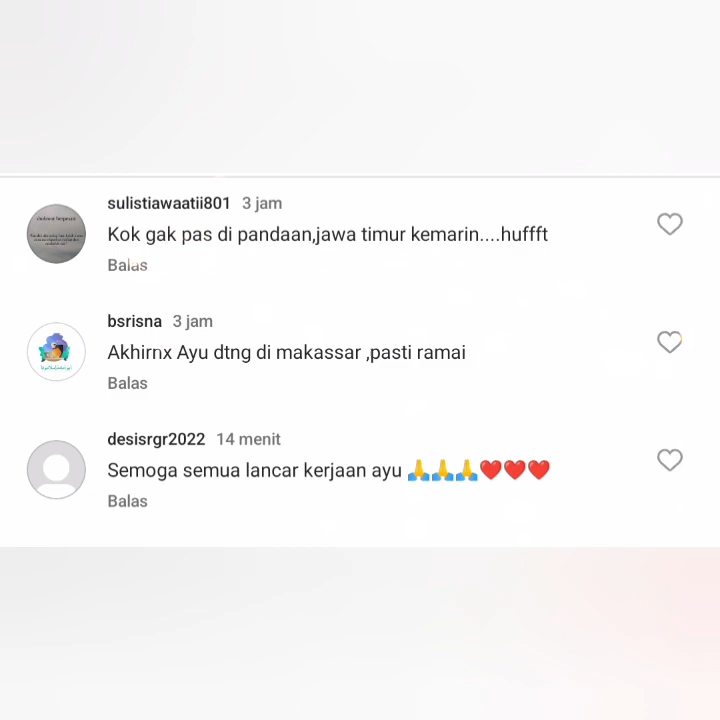 sulistiawaatii801 3 jam
Kok gak pas di pandaan,jawa timur kemarin....huffft
Balas
bsrisna 3 jam
Akhirnx Ayu dtng di makassar ,pasti ramai
Balas
desisrgr2022 14 menit
Semoga semua lancar kerjaan ayu 🙏🙏🙏❤️❤️❤️
Balas